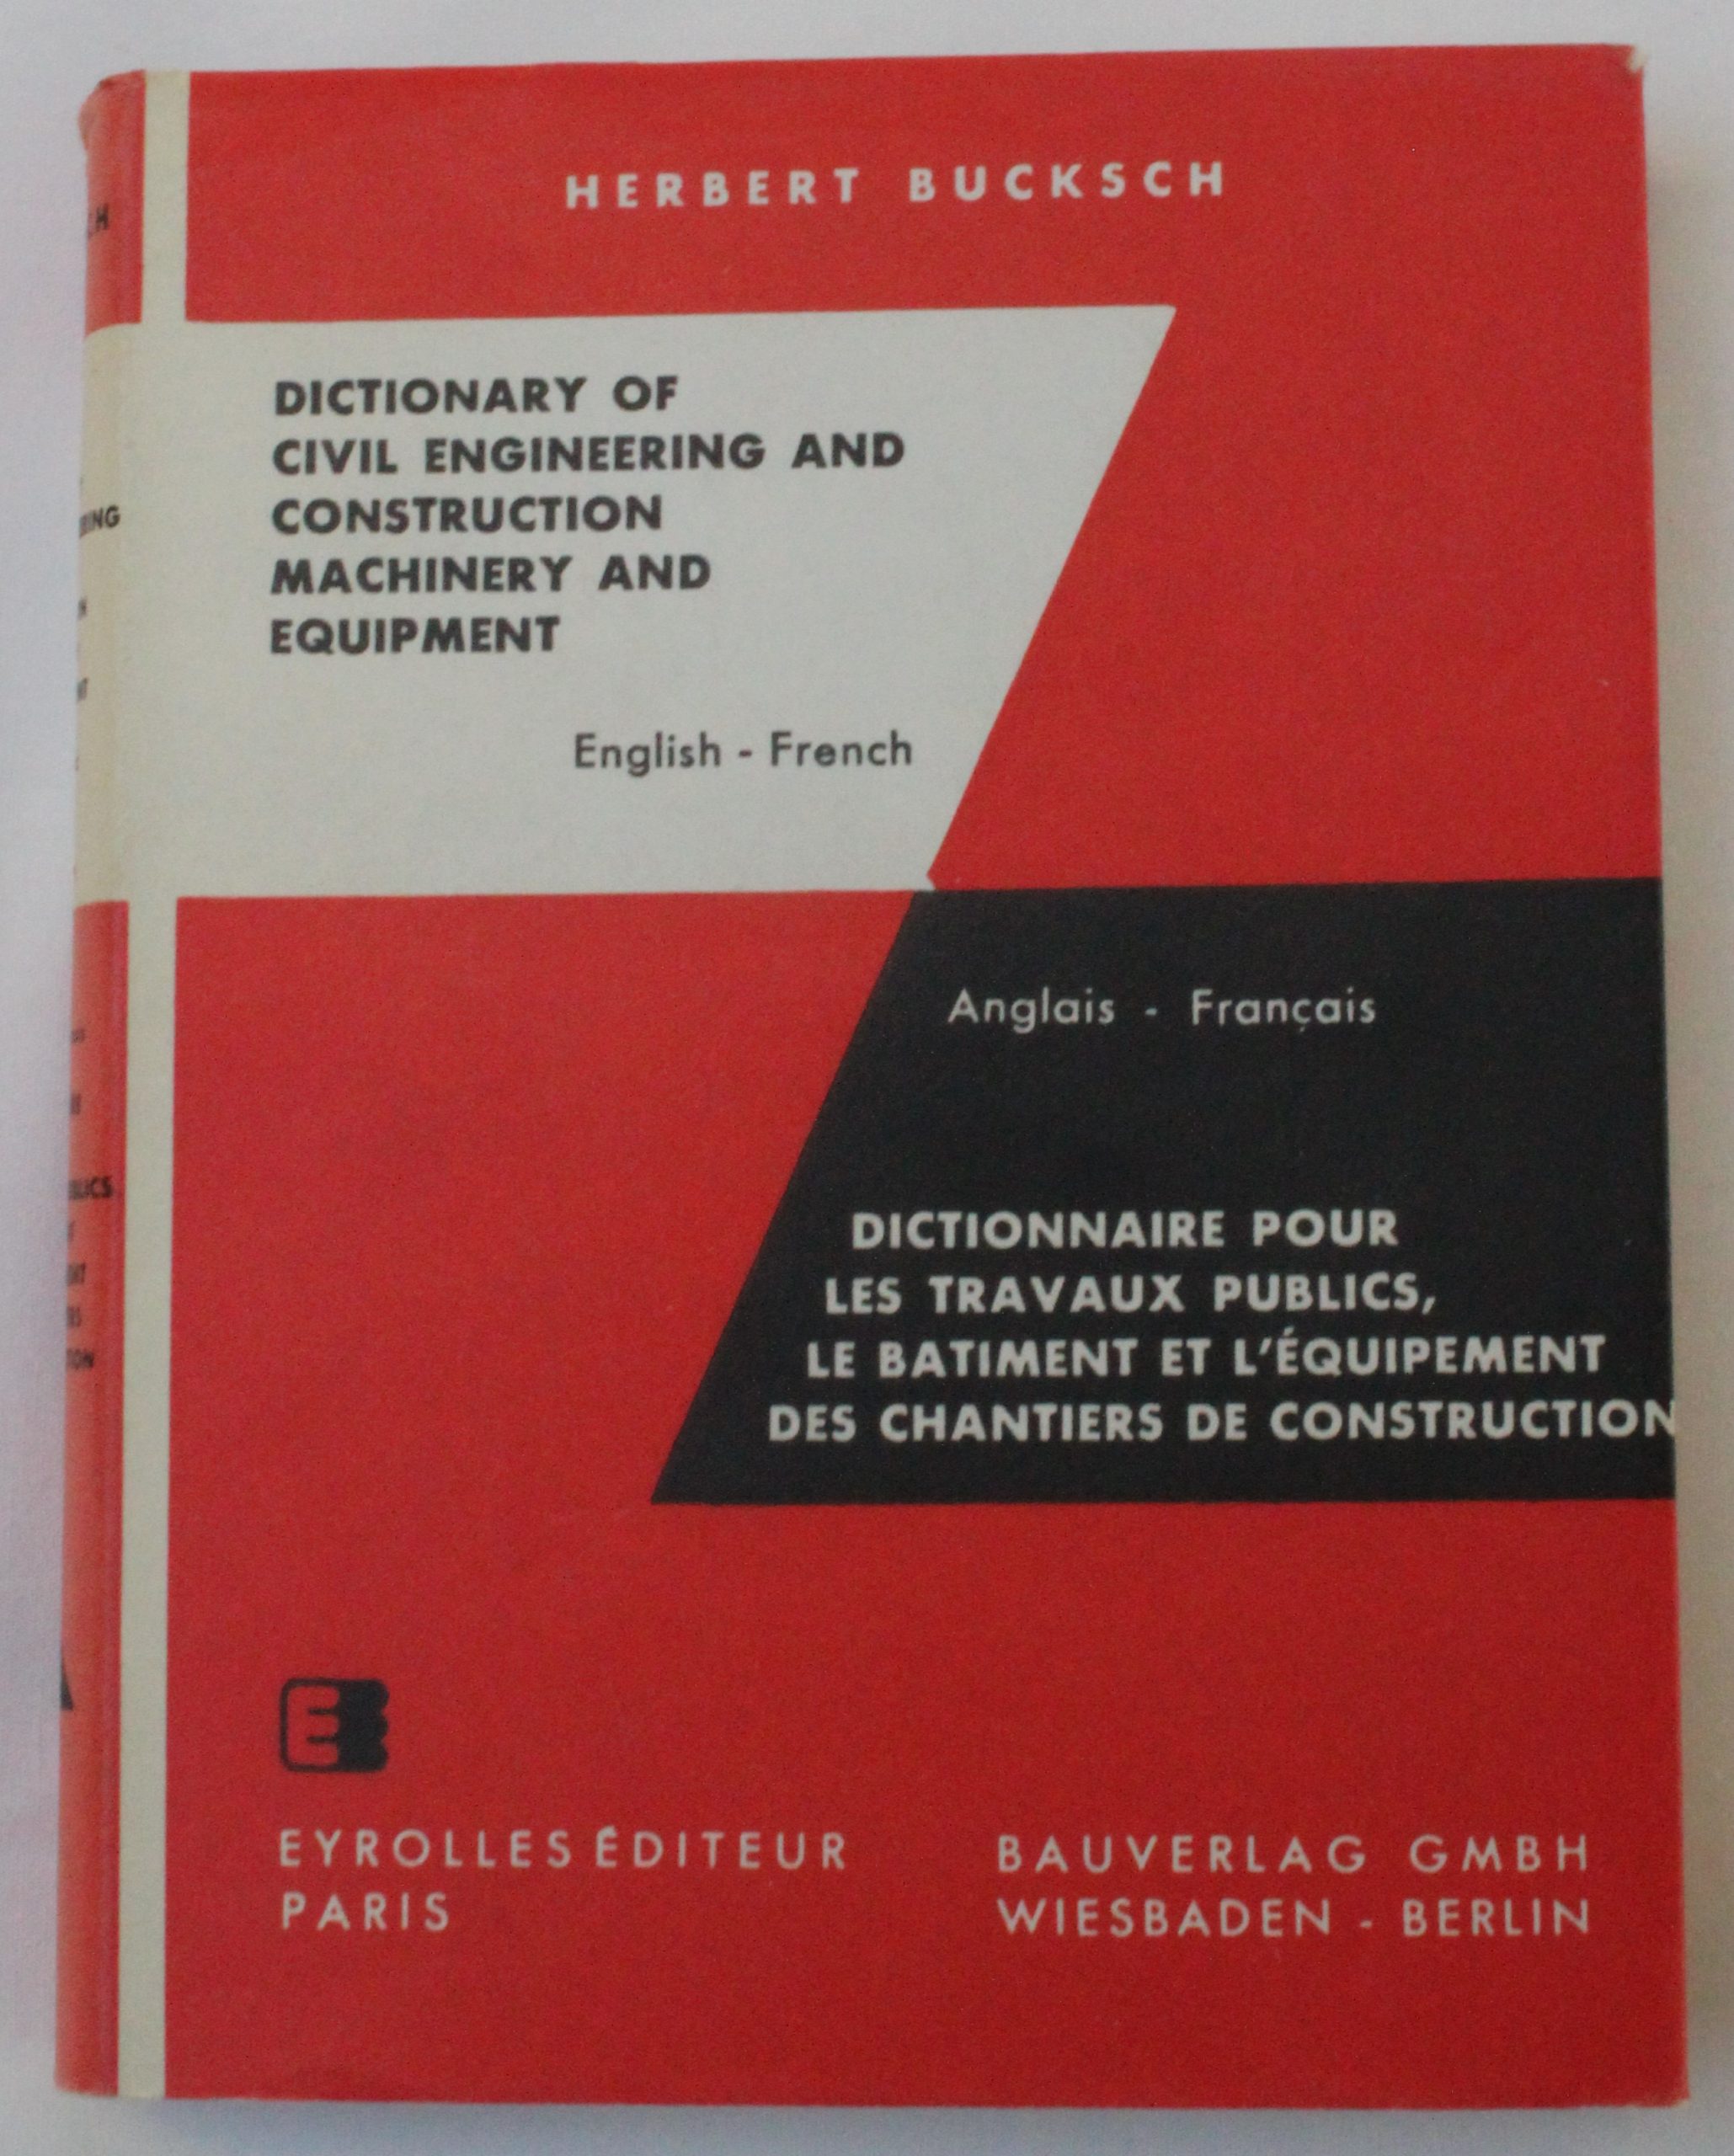 HERBERT BUCKSCH
DICTIONARY OF
CIVIL ENGINEERING AND
CONSTRUCTION
MACHINERY AND
EQUIPMENT
English - French
Anglais - Français
DICTIONNAIRE POUR
LES TRAVAUX PUBLICS,
LE BATIMENT ET L'ÉQUIPEMENT
DES CHANTIERS DE CONSTRUCTION
EYROLLES ÉDITEUR
PARIS
BAUVERLAG GMBH
WIESBADEN - BERLIN